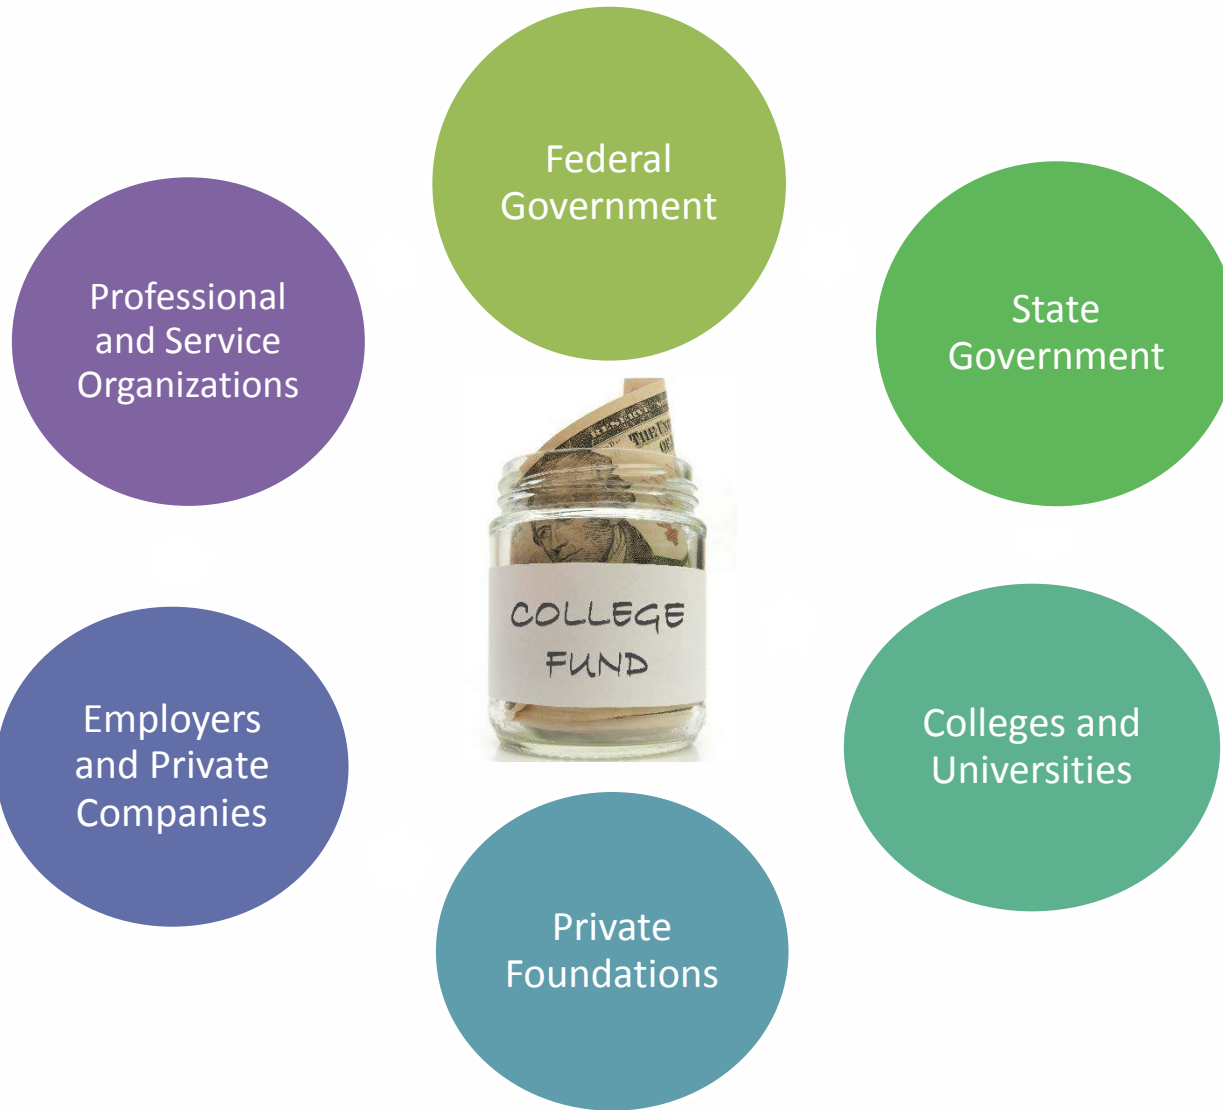 Federal
Government
State
Government
Professional
and Service
Organizations
COLLEGE
FUND
Employers
and Private
Companies
Colleges and
Universities
Private
Foundations